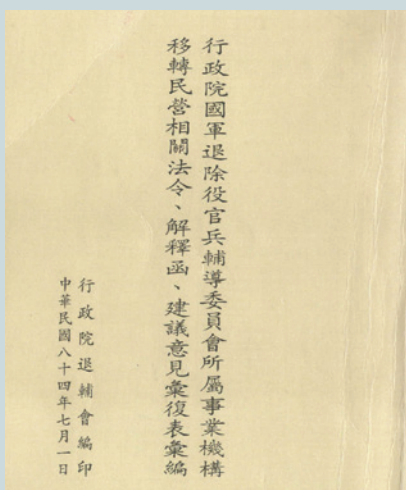 行政院國軍退除役官兵輔導委員會所屬事業機構
移轉民營相關法令、解釋函、建議意見彙復表彙編
行政院退輔會編印
中華民國八十四年七月一日